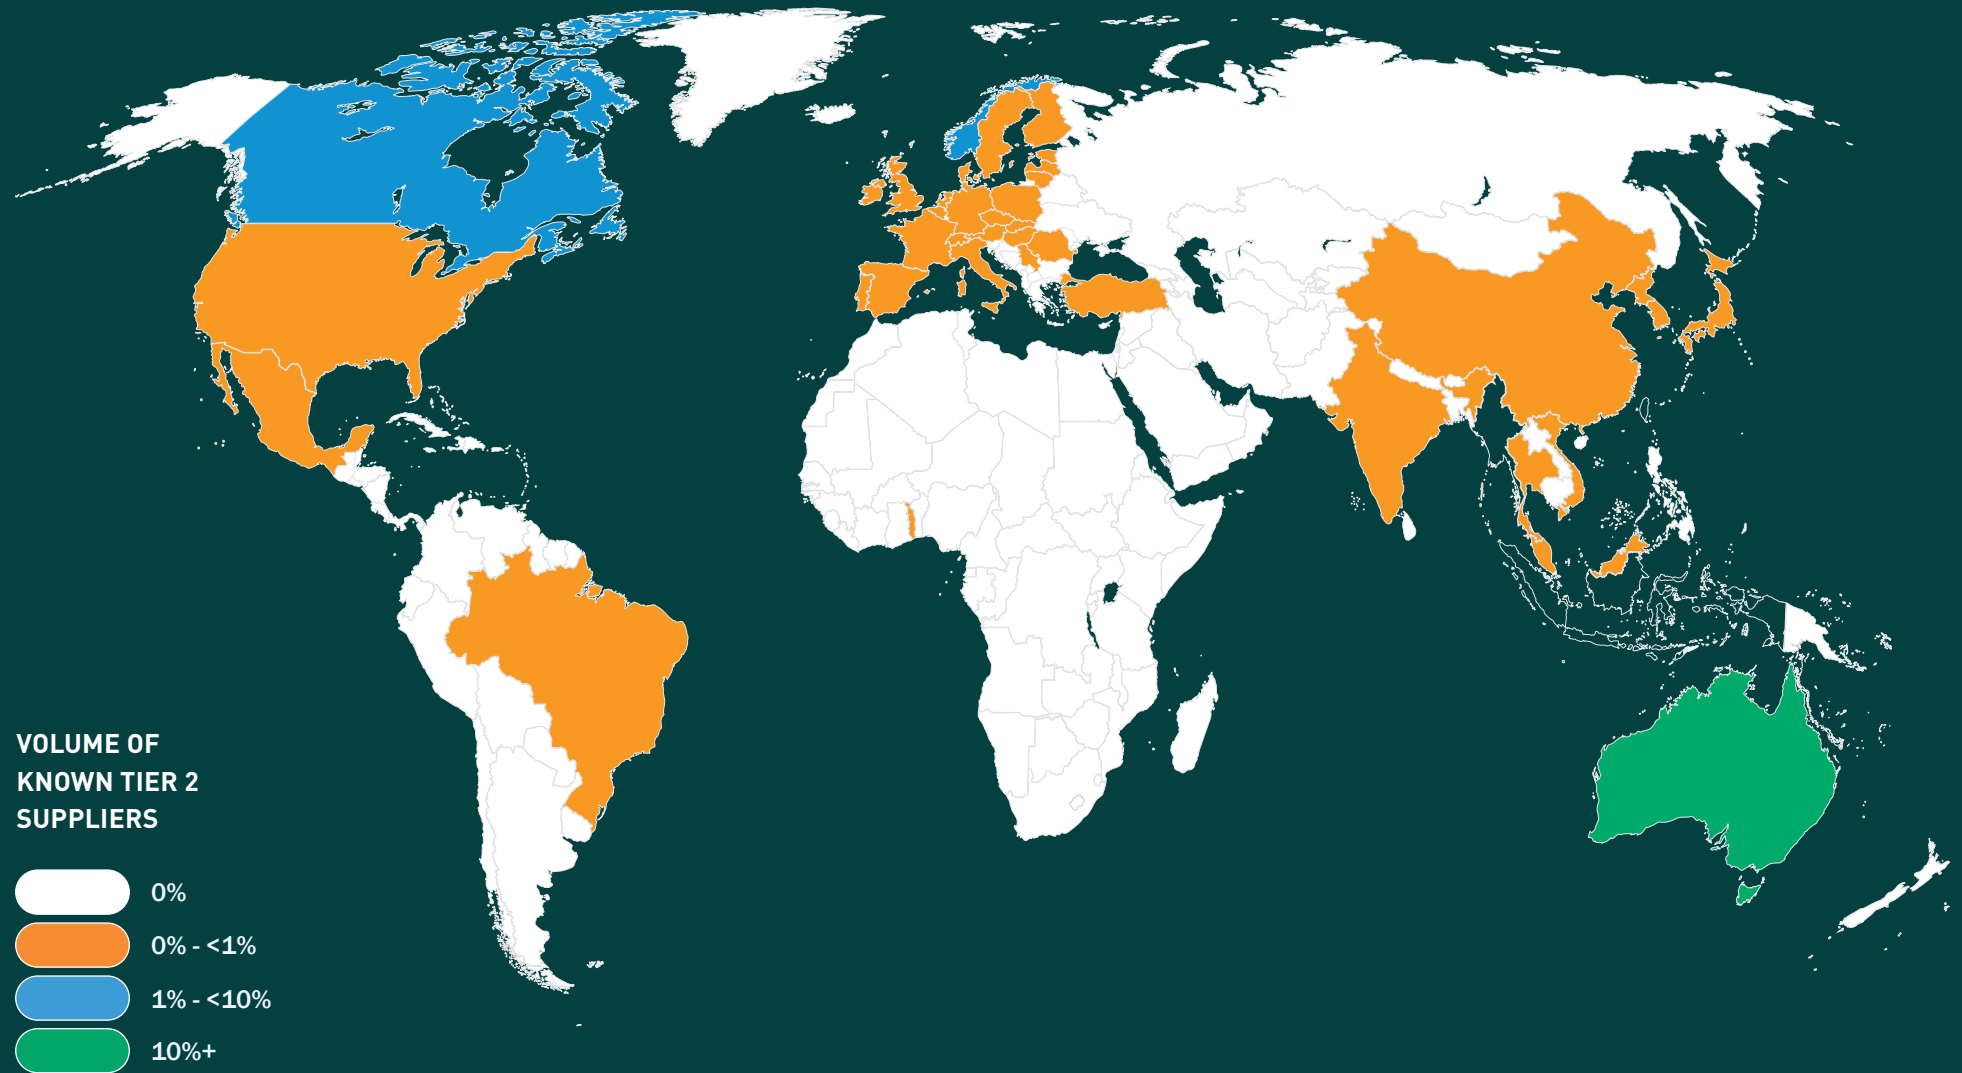 VOLUME OF
KNOWN TIER 2
SUPPLIERS
0%
0% - <1%
1% - <10%
10%+